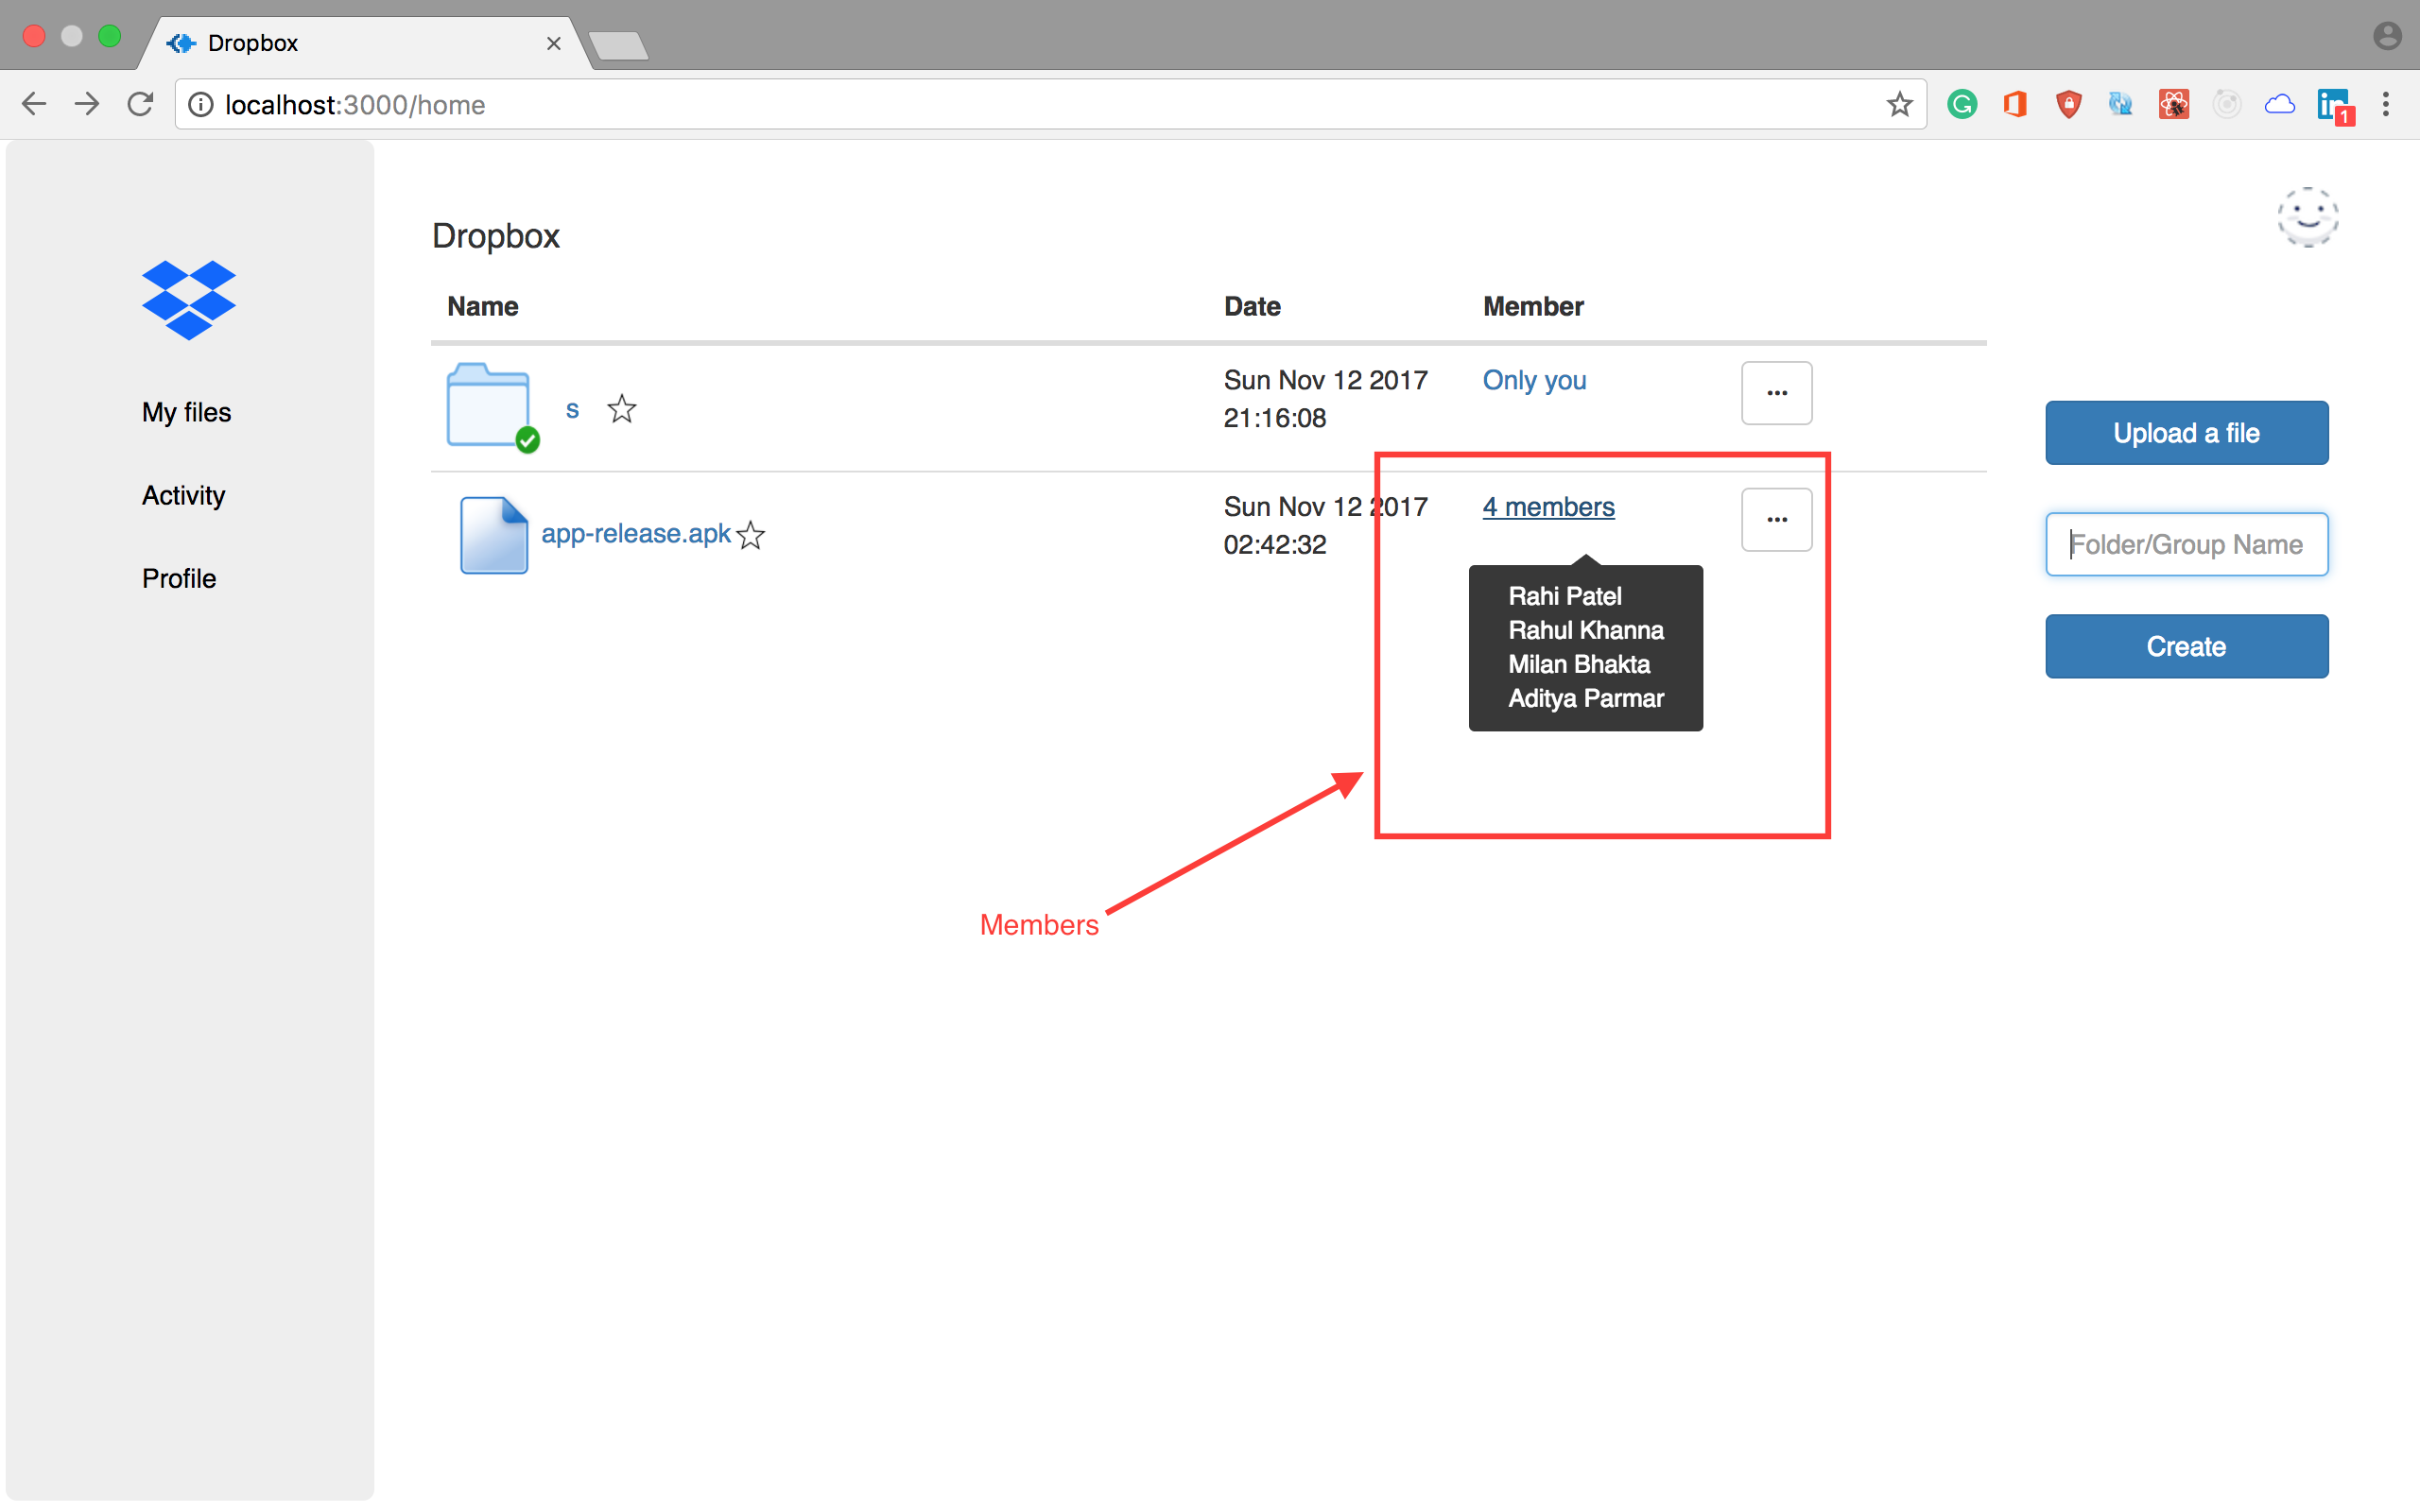 Dropbox
localhost:3000/home
1
Dropbox
Name Date Member
My files
Activity
Profile
s
Sun Nov 12 2017
21:16:08
Only you
...
app-release.apk
Sun Nov 12 2017
02:42:32
4 members
...
Rahi Patel
Rahul Khanna
Milan Bhakta
Aditya Parmar
Upload a file
Folder/Group Name
Create
Members